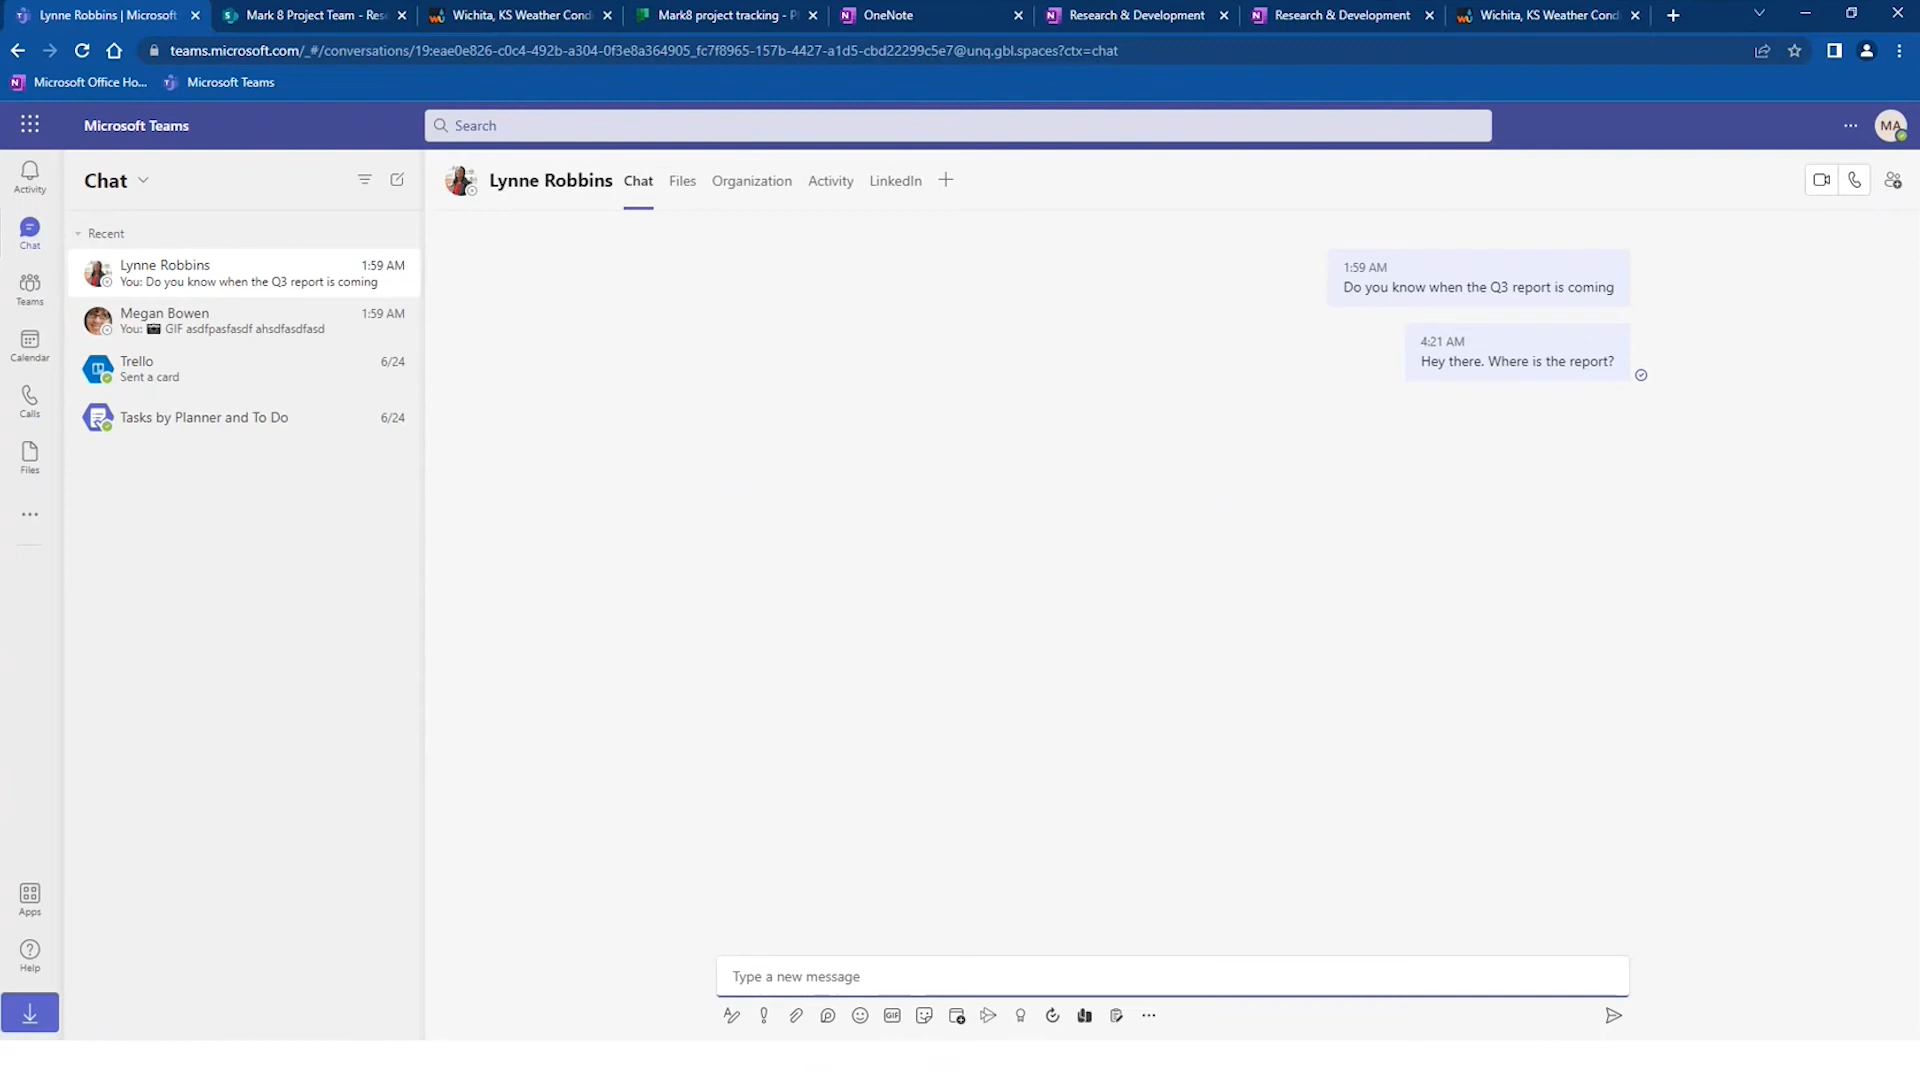 Lynne Robbins | Microsoft
Mark 8 Project Team - Res
Wichita, KS Weather Cond
Mark8 project tracking - P
OneNote
Research & Development
Research & Development
Wichita, KS Weather Cond
teams.microsoft.com/_#/conversations/19:eae0e826-c0c4-492b-a304-0f3e8a364905_fc7f8965-157b-4427-a1d5-cbd22299c5e7@unq.gbl.spaces?ctx=chat
Microsoft Office Ho...
Microsoft Teams
Microsoft Teams
Search
MA
Activity
Chat
Teams
Calendar
Calls
Files
Apps
Help
Chat
Recent
Lynne Robbins 1:59 AM
You: Do you know when the Q3 report is coming
Megan Bowen 1:59 AM
You: GIF asdfpasfasdf ahsdfasdfasd
Trello 6/24
Sent a card
Tasks by Planner and To Do 6/24
Lynne Robbins Chat Files Organization Activity LinkedIn
1:59 AM
Do you know when the Q3 report is coming
4:21 AM
Hey there. Where is the report?
Type a new message
GIF